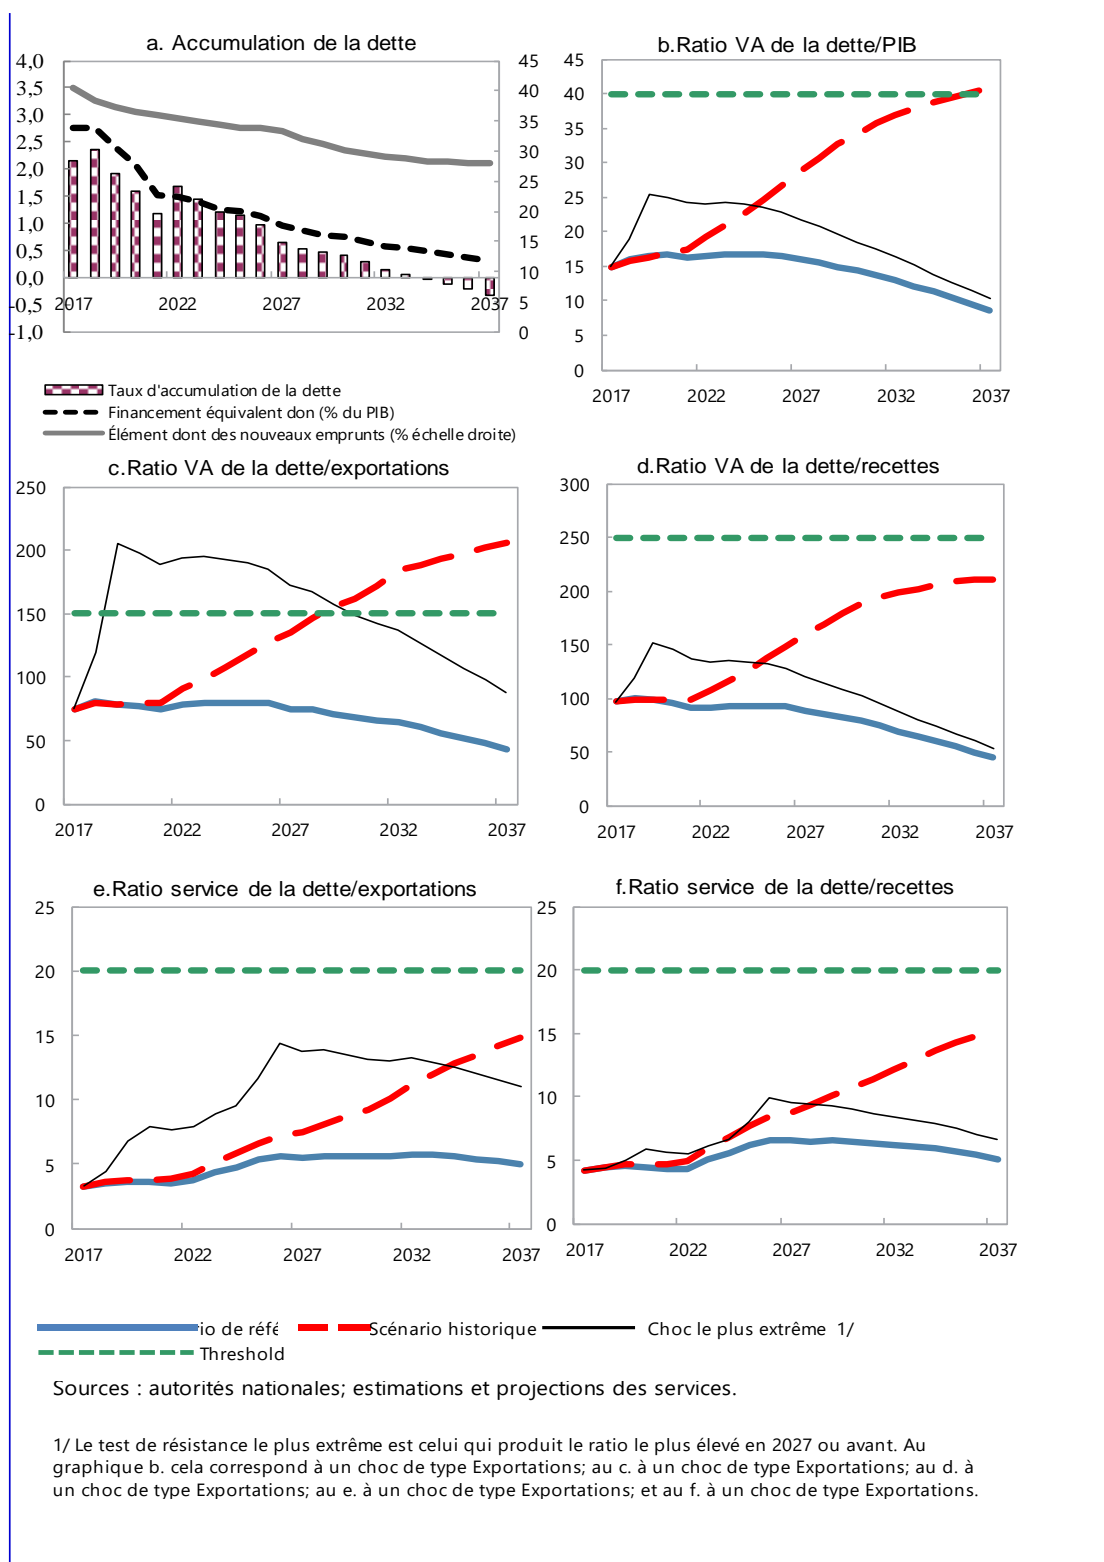 a. Accumulation de la dette
4,0
3,5
3,0
2,5
2,0
1,5
1,0
0,5
0,0
-0,5
-1,0
45
40
35
30
25
20
15
10
5
0
2017 2022 2027 2032 2037
Taux d'accumulation de la dette
Financement équivalent don (% du PIB)
Élément dont des nouveaux emprunts (% échelle droite)
b.Ratio VA de la dette/PIB
45
40
35
30
25
20
15
10
5
0
2017 2022 2027 2032 2037
c.Ratio VA de la dette/exportations
250
200
150
100
50
0
2017 2022 2027 2032 2037
d.Ratio VA de la dette/recettes
300
250
200
150
100
50
0
2017 2022 2027 2032 2037
e.Ratio service de la dette/exportations
25
20
15
10
5
0
2017 2022 2027 2032 2037
f.Ratio service de la dette/recettes
25
20
15
10
5
0
2017 2022 2027 2032 2037
io de réfé Scénario historique Choc le plus extrême 1/
Threshold
Sources : autorités nationales; estimations et projections des services.
1/ Le test de résistance le plus extrême est celui qui produit le ratio le plus élevé en 2027 ou avant. Au
graphique b. cela correspond à un choc de type Exportations; au c. à un choc de type Exportations; au d. à
un choc de type Exportations; au e. à un choc de type Exportations; et au f. à un choc de type Exportations.